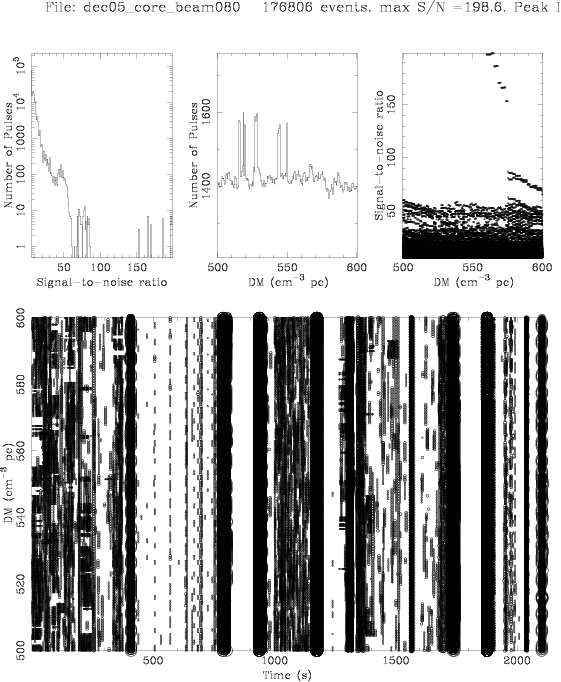 File: dec05_core_beam080 176806 events. max S/N =198.6. Peak
Number of Pulses
1 10 100 1000 10⁴ 10⁵
50 100 150
Signal-to-noise ratio
Number of Pulses
1400 1600
500 550 600
DM (cm⁻³ pc)
Signal-to-noise ratio
50 100 150
500 550 600
DM (cm⁻³ pc)
DM (cm⁻³ pc)
500 520 540 560 580 600
500 1000 1500 2000
Time (s)